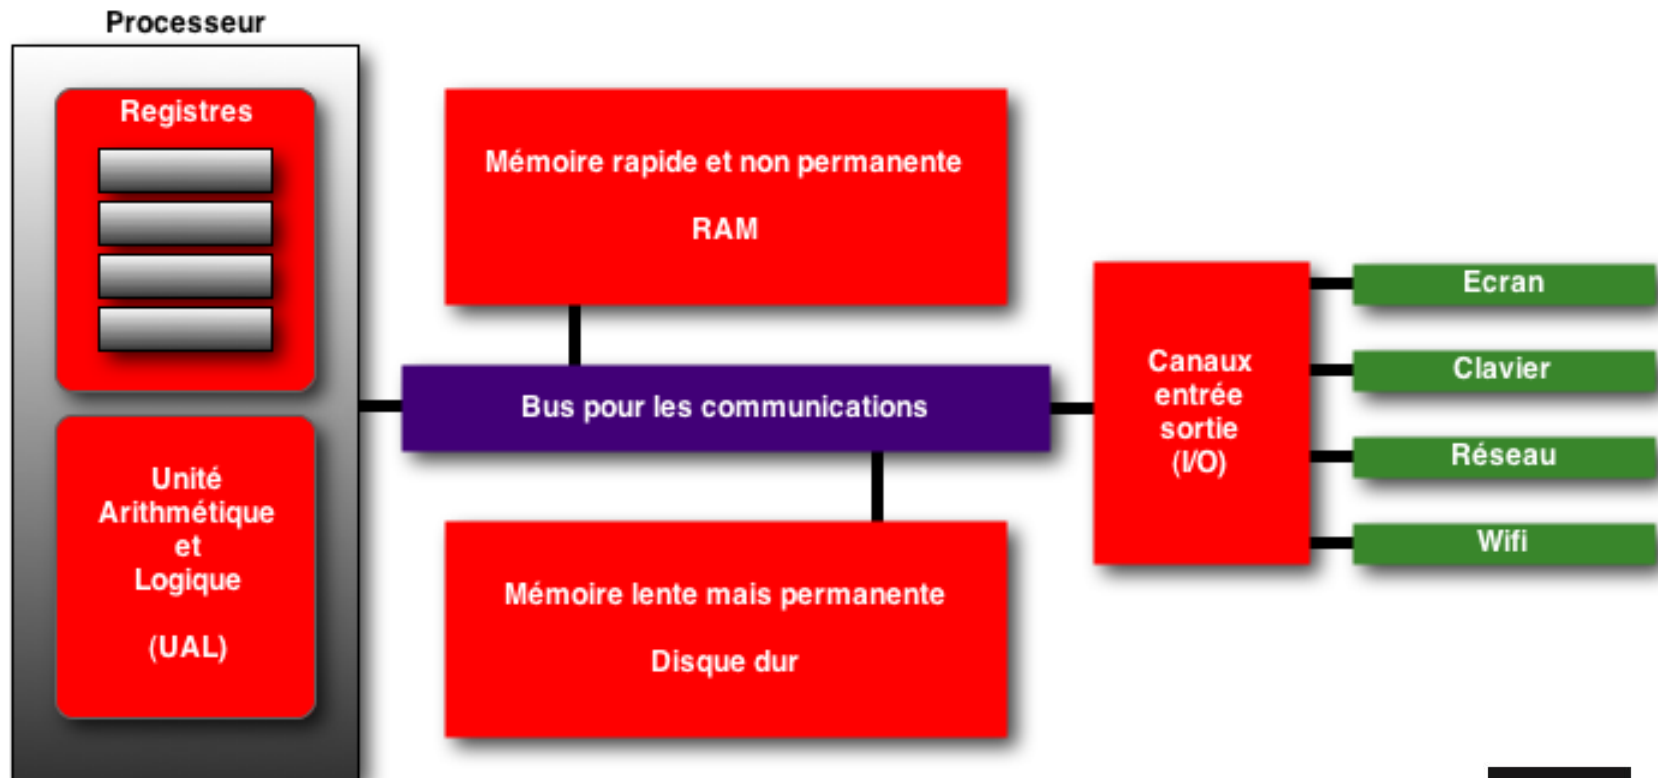 Processeur
Registres
Unité
Arithmétique
et
Logique
(UAL)
Mémoire rapide et non permanente
RAM
Bus pour les communications
Mémoire lente mais permanente
Disque dur
Canaux
entrée
sortie
(I/O)
Ecran
Clavier
Réseau
Wifi